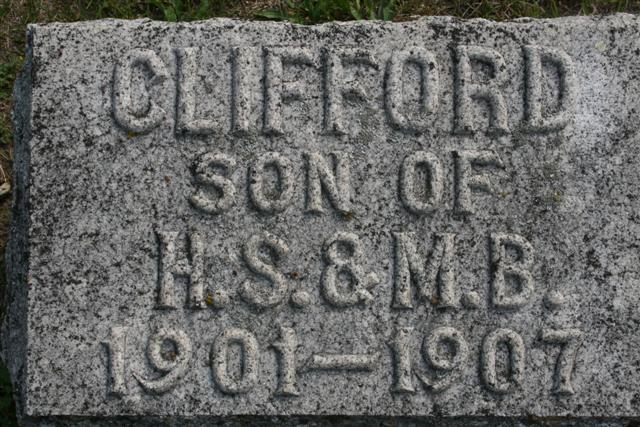 CLIFFORD
SON OF
H.S. & M.B.
1901—1907